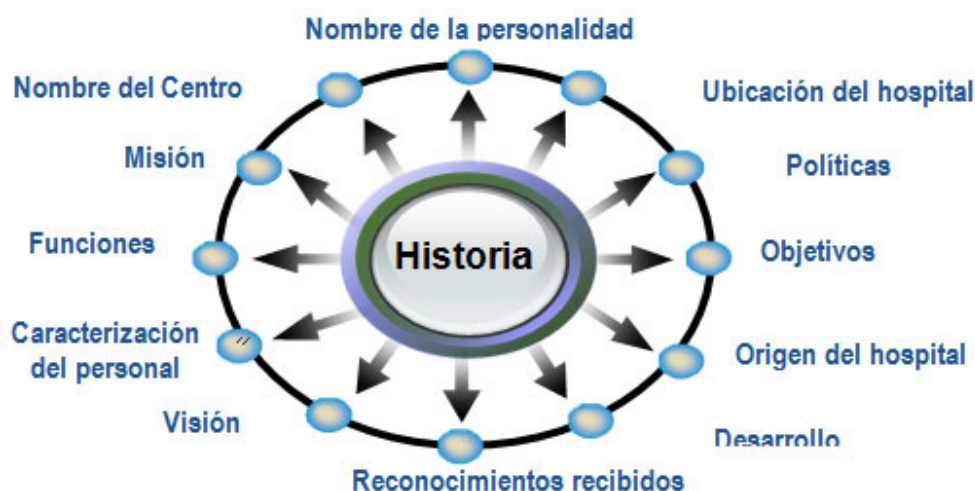 Nombre de la personalidad
Nombre del Centro
Ubicación del hospital
Misión
Políticas
Funciones
Historia
Objetivos
Caracterización
del personal
Origen del hospital
Visión
Desarrollo
Reconocimientos recibidos